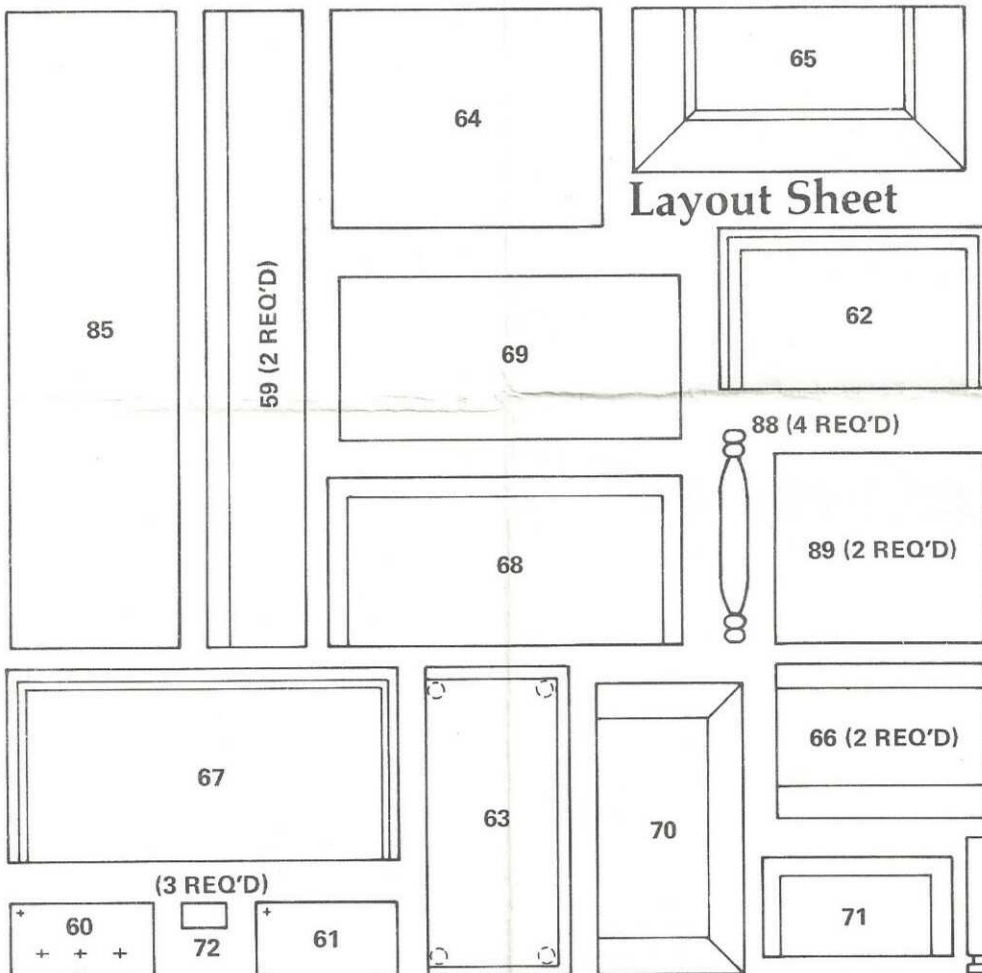 65
64
Layout Sheet
59 (2 REQ'D)
85
62
69
88 (4 REQ'D)
89 (2 REQ'D)
68
66 (2 REQ'D)
67
63
70
(3 REQ'D)
60
72
61
71